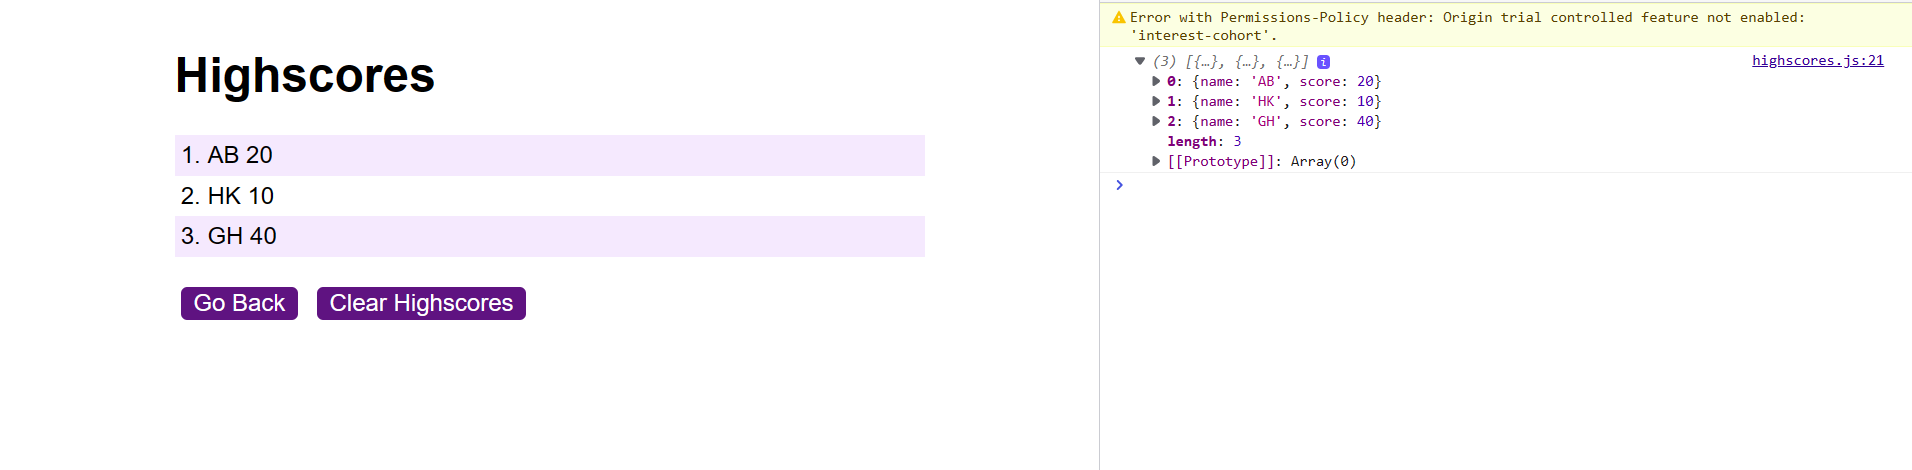 Highscores
1. AB 20
2. HK 10
3. GH 40
Go Back Clear Highscores
Error with Permissions-Policy header: Origin trial controlled feature not enabled:
'interest-cohort'.
(3) [{…}, {…}, {…}] i highscores.js:21
0: {name: 'AB', score: 20}
1: {name: 'HK', score: 10}
2: {name: 'GH', score: 40}
length: 3
[[Prototype]]: Array(0)